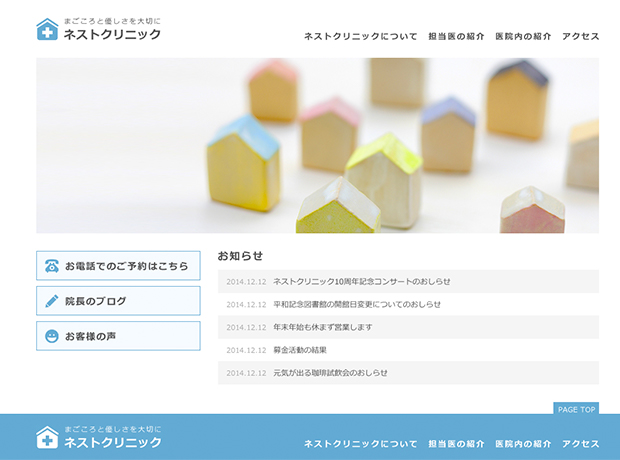 まごころと優しさを大切に
ネストクリニック
ネストクリニックについて 担当医の紹介 医院内の紹介 アクセス
お電話でのご予約はこちら
院長のブログ
お客様の声
お知らせ
2014.12.12 ネストクリニック10周年記念コンサートのおしらせ
2014.12.12 平和記念図書館の開館日変更についてのおしらせ
2014.12.12 年末年始も休まず営業します
2014.12.12 募金活動の結果
2014.12.12 元気が出る珈琲試飲会のおしらせ
PAGE TOP
まごころと優しさを大切に
ネストクリニック
ネストクリニックについて 担当医の紹介 医院内の紹介 アクセス